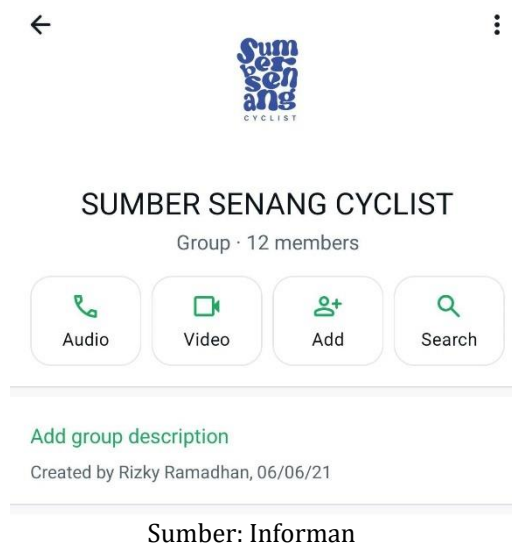 Sum
ber
sen
ang
CYCLIST
SUMBER SENANG CYCLIST
Group · 12 members
Audio
Video
Add
Search
Add group description
Created by Rizky Ramadhan, 06/06/21
Sumber: Informan